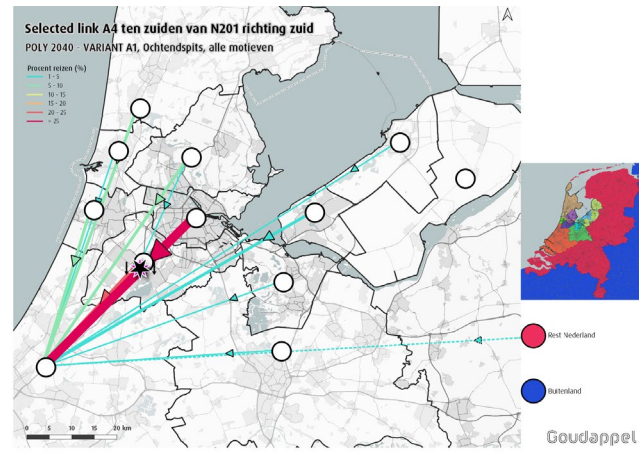 Selected link A4 ten zuiden van N201 richting zuid
POLY 2040 - VARIANT A1, Ochtendspits, alle motieven
Procent reizen (%)
1 - 5
5 - 10
10 - 15
15 - 20
20 - 25
> 25
Rest Nederland
Buitenland
0 5 10 15 20 km
Goudappel